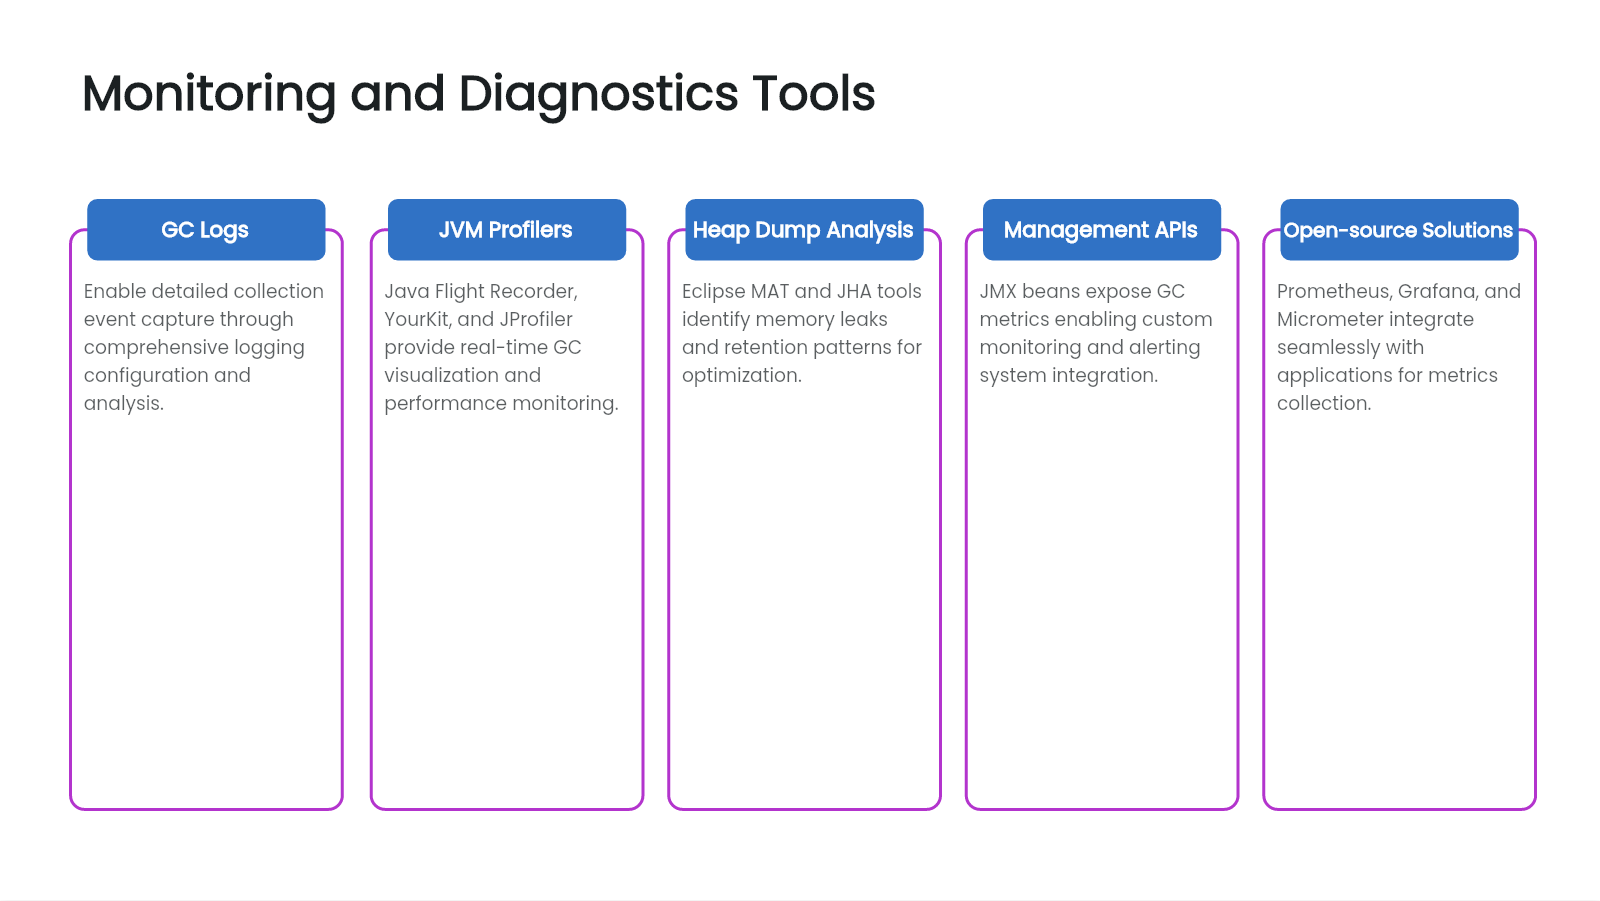 Monitoring and Diagnostics Tools
GC Logs
Enable detailed collection
event capture through
comprehensive logging
configuration and
analysis.
JVM Profilers
Java Flight Recorder,
YourKit, and JProfiler
provide real-time GC
visualization and
performance monitoring.
Heap Dump Analysis
Eclipse MAT and JHA tools
identify memory leaks
and retention patterns for
optimization.
Management APIs
JMX beans expose GC
metrics enabling custom
monitoring and alerting
system integration.
Open-source Solutions
Prometheus, Grafana, and
Micrometer integrate
seamlessly with
applications for metrics
collection.